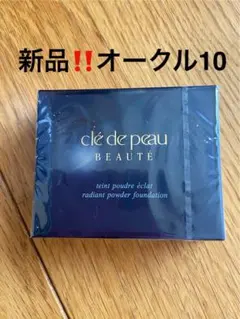 新品‼️オークル10
clé de peau
BEAUTÉ
teint poudre éclat
radiant powder foundation